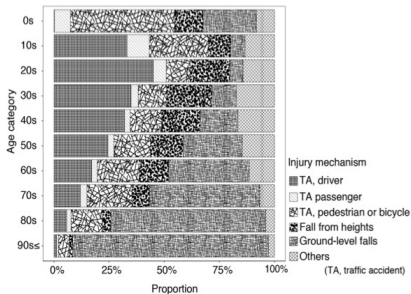 Age category
0s
10s
20s
30s
40s
50s
60s
70s
80s
90s≤
0%
25%
50%
75%
100%
Proportion
Injury mechanism
TA, driver
TA passenger
TA, pedestrian or bicycle
Fall from heights
Ground-level falls
Others
(TA, traffic accident)